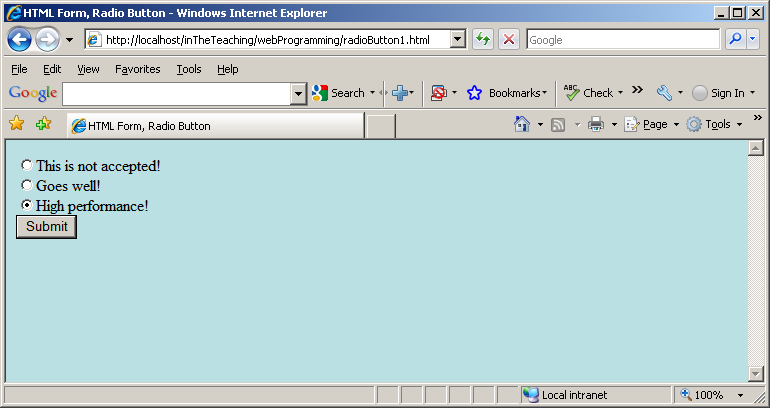 HTML Form, Radio Button - Windows Internet Explorer
http://localhost/inTheTeaching/webProgramming/radioButton1.html
Google
File Edit View Favorites Tools Help
Google Search Bookmarks ABC Check » Sign In
HTML Form, Radio Button Page Tools »
This is not accepted!
Goes well!
High performance!
Submit
Local intranet 100%